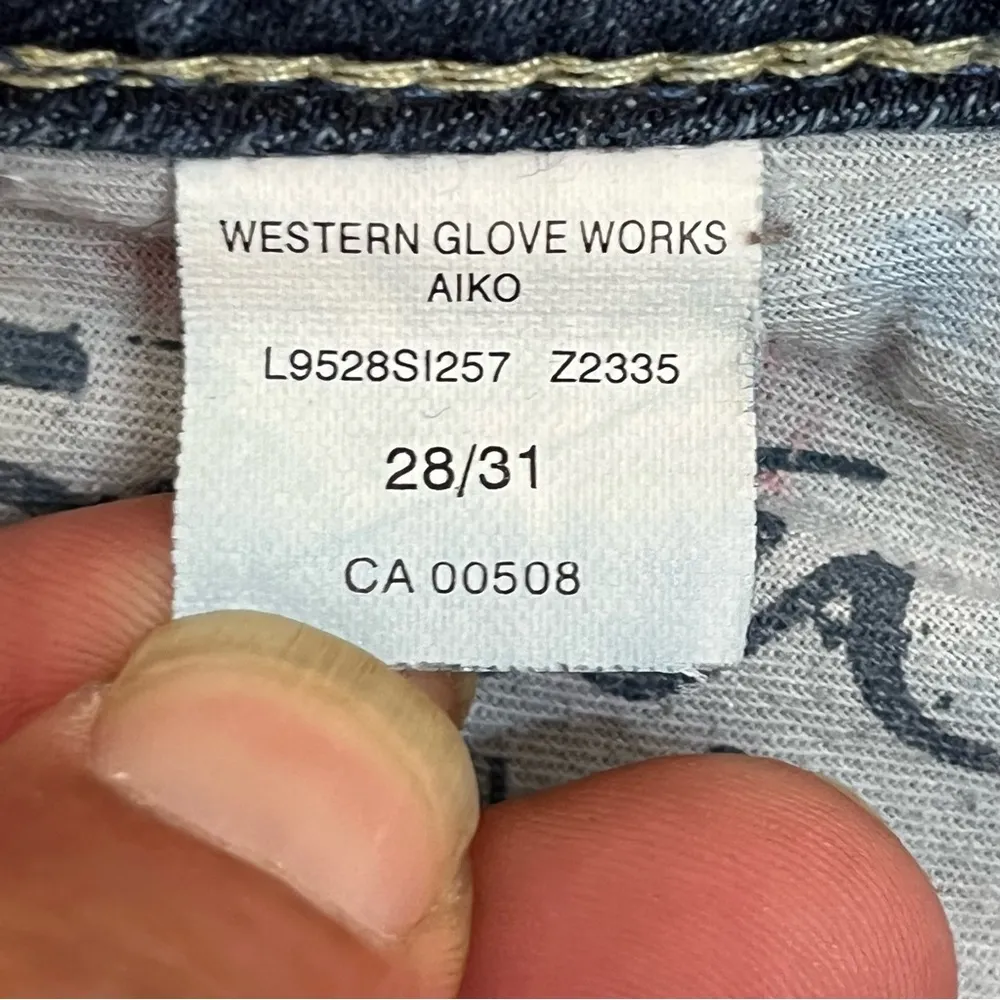 WESTERN GLOVE WORKS
AIKO
L9528SI257 Z2335
28/31
CA 00508